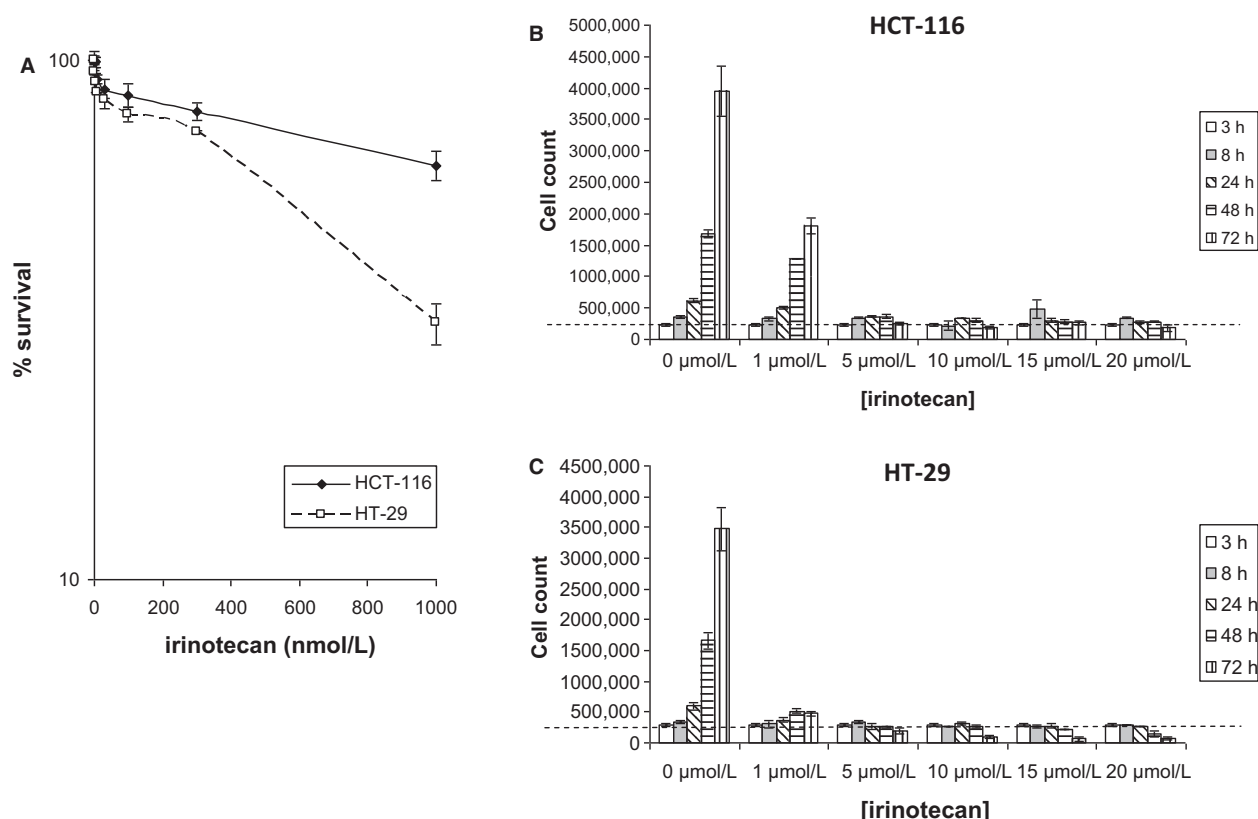 A
100
10
% survival
0 200 400 600 800 1000
irinotecan (nmol/L)
HCT-116
HT-29
B
HCT-116
5000,000
4500,000
4000,000
3500,000
3000,000
2500,000
2000,000
1500,000
1000,000
500,000
0
Cell count
0 µmol/L 1 µmol/L 5 µmol/L 10 µmol/L 15 µmol/L 20 µmol/L
[irinotecan]
3 h
8 h
24 h
48 h
72 h
C
HT-29
4500,000
4000,000
3500,000
3000,000
2500,000
2000,000
1500,000
1000,000
500,000
0
Cell count
0 µmol/L 1 µmol/L 5 µmol/L 10 µmol/L 15 µmol/L 20 µmol/L
[irinotecan]
3 h
8 h
24 h
48 h
72 h